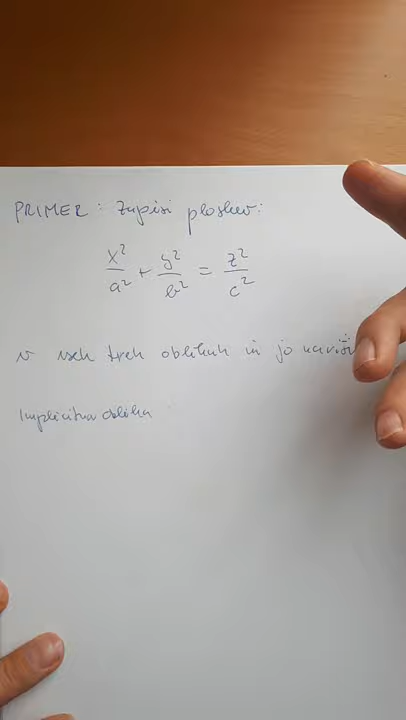 PRIMER: Zapiši ploskev:
x²/a² + y²/b² = z²/c²
v vseh treh oblikah in jo nariši
Implicitna oblika